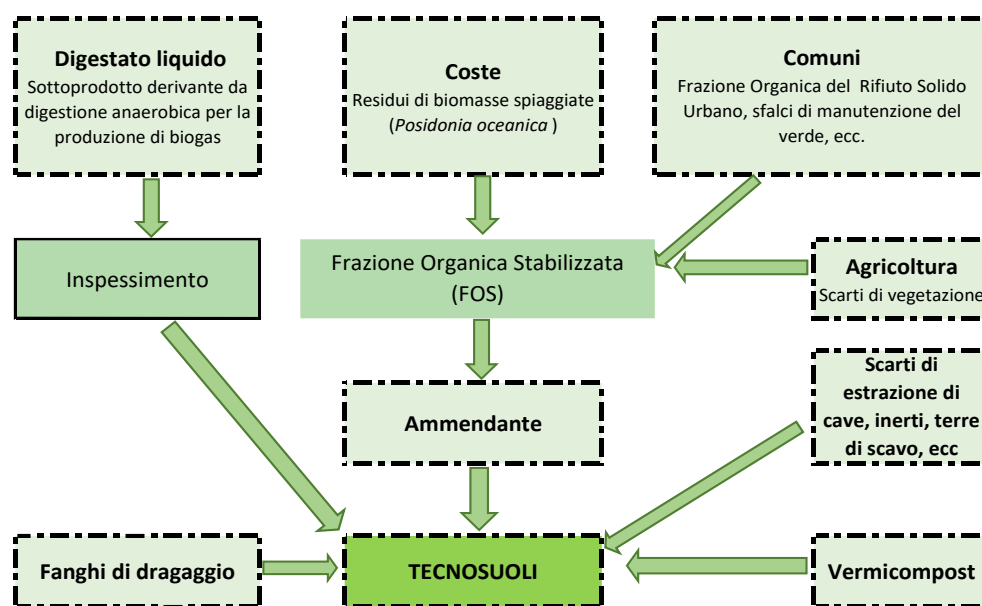 Digestato liquido
Sottoprodotto derivante da
digestione anaerobica per la
produzione di biogas
Coste
Residui di biomasse spiaggiate
(Posidonia oceanica )
Comuni
Frazione Organica del Rifiuto Solido
Urbano, sfalci di manutenzione del
verde, ecc.
Inspessimento
Frazione Organica Stabilizzata
(FOS)
Agricoltura
Scarti di vegetazione
Ammendante
Scarti di
estrazione di
cave, inerti, terre
di scavo, ecc
Fanghi di dragaggio
TECNOSUOLI
Vermicompost